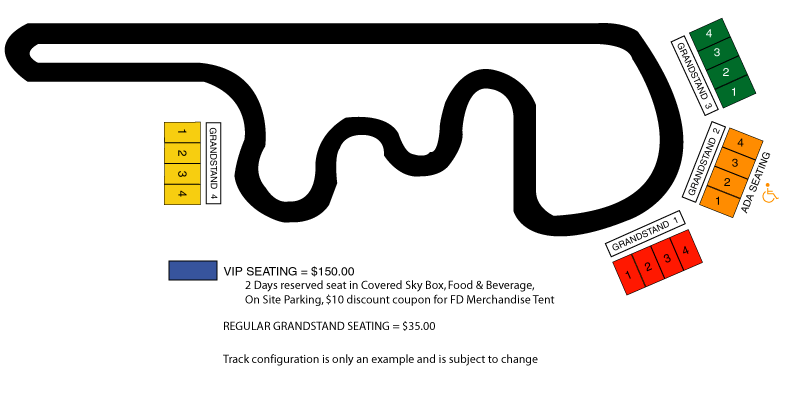 4
3
2
1
GRANDSTAND 3
4
3
2
1
GRANDSTAND 2
ADA SEATING
GRANDSTAND 1
1 2 3 4
1
2
3
4
GRANDSTAND 4
VIP SEATING = $150.00
2 Days reserved seat in Covered Sky Box, Food & Beverage,
On Site Parking, $10 discount coupon for FD Merchandise Tent
REGULAR GRANDSTAND SEATING = $35.00
Track configuration is only an example and is subject to change